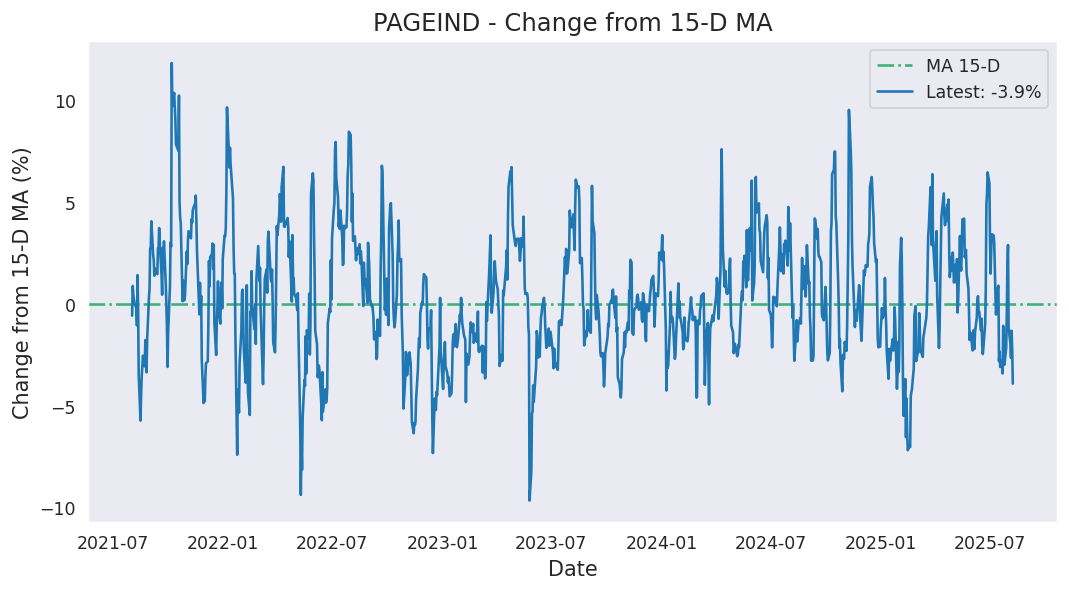 PAGEIND - Change from 15-D MA
MA 15-D
Latest: -3.9%
Change from 15-D MA (%)
10
5
0
−5
−10
2021-07
2022-01
2022-07
2023-01
2023-07
2024-01
2024-07
2025-01
2025-07
Date